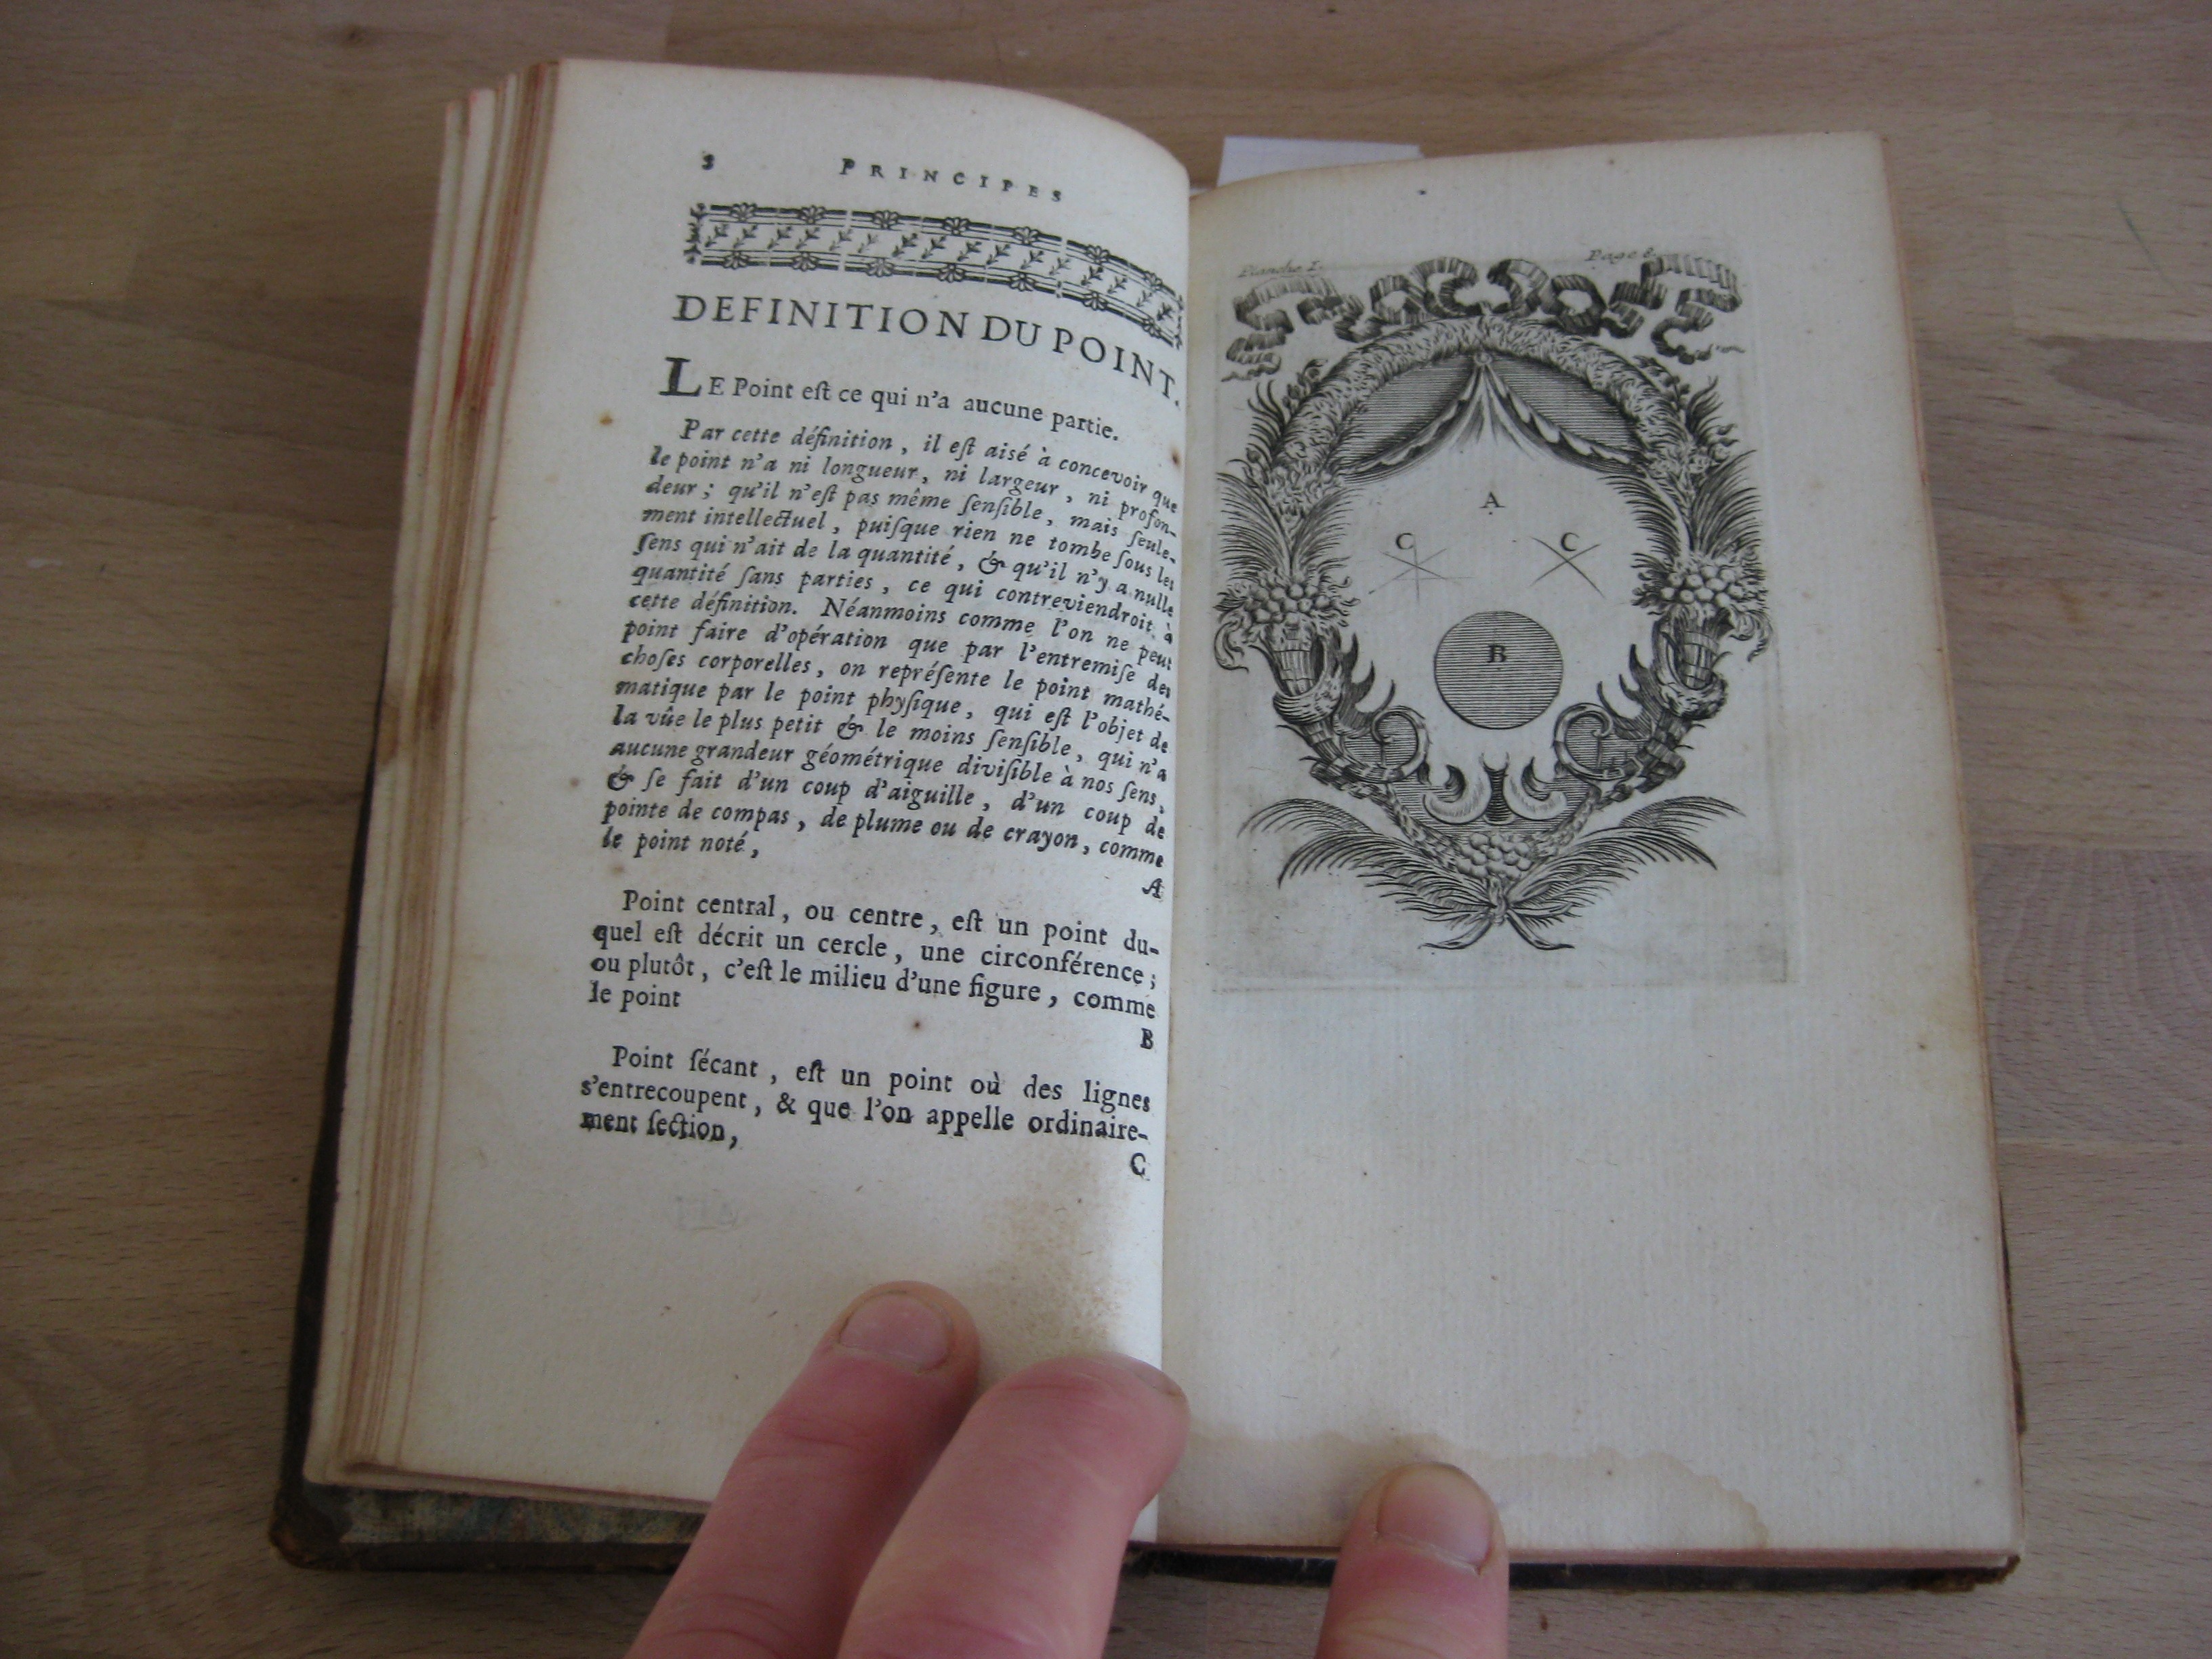 8 PRINCIPES
DEFINITION DU POINT.
LE Point eſt ce qui n'a aucune partie.
Par cette définition, il eſt aisé à concevoir que
le point n'a ni longueur, ni largeur, ni profon-
deur; qu'il n'eſt pas même ſenſible, mais ſeule-
ment intellectuel, puiſque rien ne tombe ſous les
ſens qui n'ait de la quantité, & qu'il n'y a nulle
quantité ſans parties, ce qui contreviendroit à
cette définition. Néanmoins comme l'on ne peut
point faire d'opération que par l'entremiſe des
choſes corporelles, on repréſente le point mathé-
matique par le point phyſique, qui eſt l'objet de
la vûe le plus petit & le moins ſenſible, qui n'a
aucune grandeur géométrique diviſible à nos ſens,
& ſe fait d'un coup d'aiguille, d'un coup de
pointe de compas, de plume ou de crayon, comme
le point noté,
A
Point central, ou centre, eſt un point du-
quel eſt décrit un cercle, une circonférence;
ou plutôt, c'eſt le milieu d'une figure, comme
le point
B
Point ſécant, eſt un point où des lignes
s'entrecoupent, & que l'on appelle ordinaire-
ment ſection,
C
Planche I. Page 8.
A
C C
B